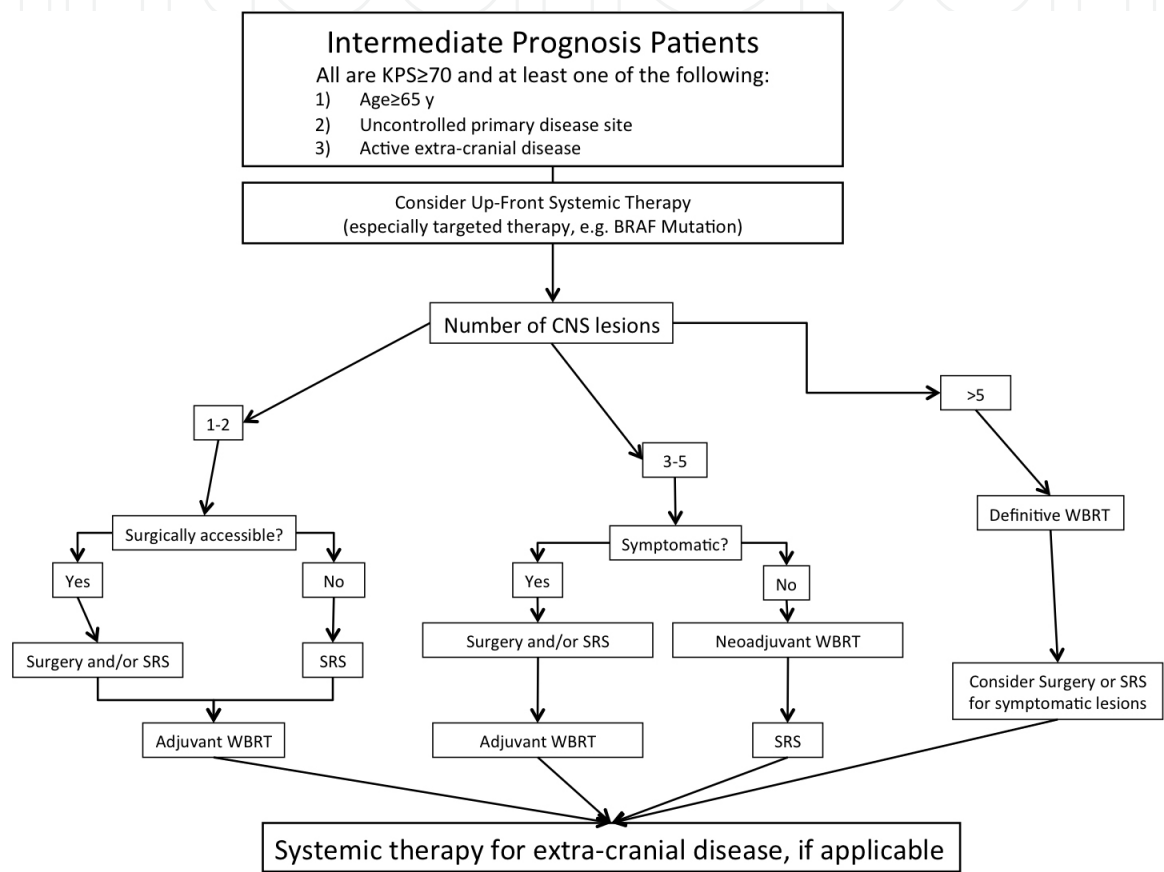 Intermediate Prognosis Patients
All are KPS≥70 and at least one of the following:
1) Age≥65 y
2) Uncontrolled primary disease site
3) Active extra-cranial disease
Consider Up-Front Systemic Therapy
(especially targeted therapy, e.g. BRAF Mutation)
Number of CNS lesions
1-2
3-5
>5
Surgically accessible?
Yes
No
Surgery and/or SRS
SRS
Adjuvant WBRT
Symptomatic?
Yes
No
Surgery and/or SRS
Neoadjuvant WBRT
Adjuvant WBRT
SRS
Definitive WBRT
Consider Surgery or SRS
for symptomatic lesions
Systemic therapy for extra-cranial disease, if applicable